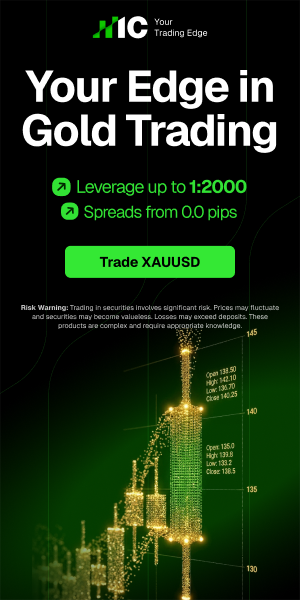 IC
Your
Trading Edge
Your Edge in
Gold Trading
Leverage up to 1:2000
Spreads from 0.0 pips
Trade XAUUSD
Risk Warning: Trading in securities involves significant risk. Prices may fluctuate
and securities may become valueless. Losses may exceed deposits. These
products are complex and require appropriate knowledge.
145
Open 138.50
High: 142.10
Low: 136.70
Close 140.25
140
Open: 135.0
High: 139.8
Low: 133.2
Close: 138.5
135
130